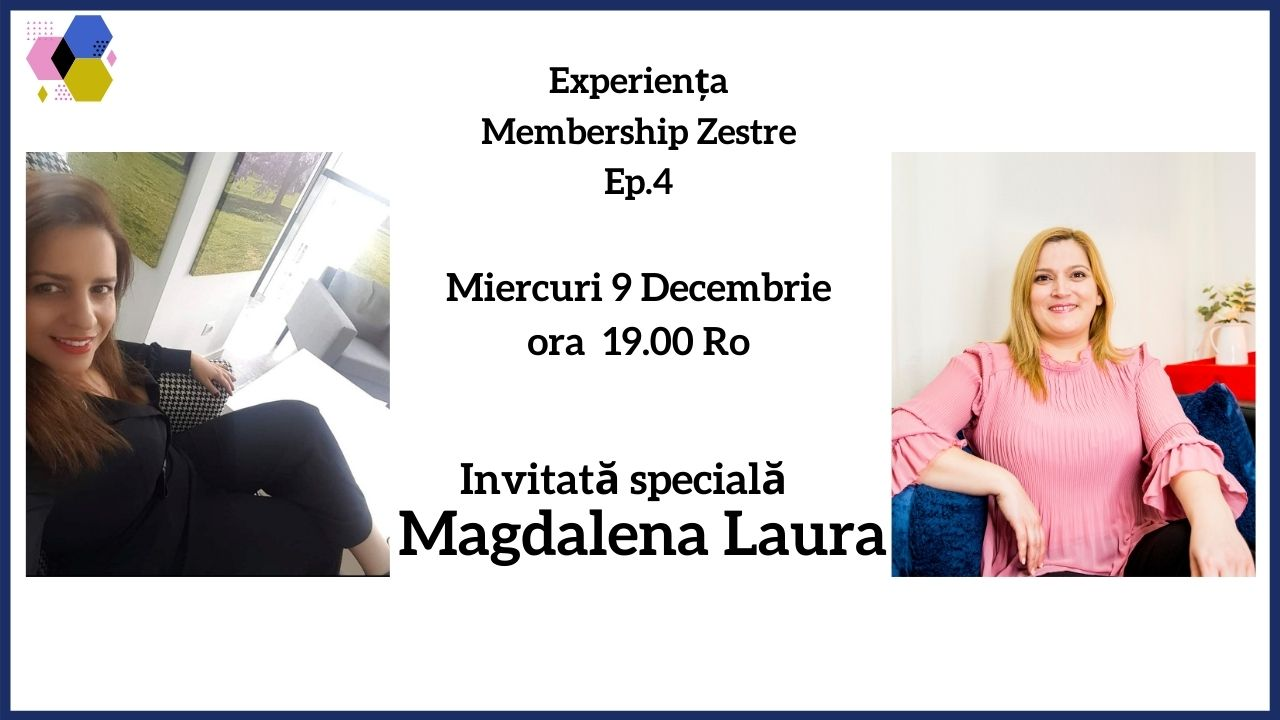 Experiența
Membership Zestre
Ep.4
Miercuri 9 Decembrie
ora 19.00 Ro
Invitată specială
Magdalena Laura